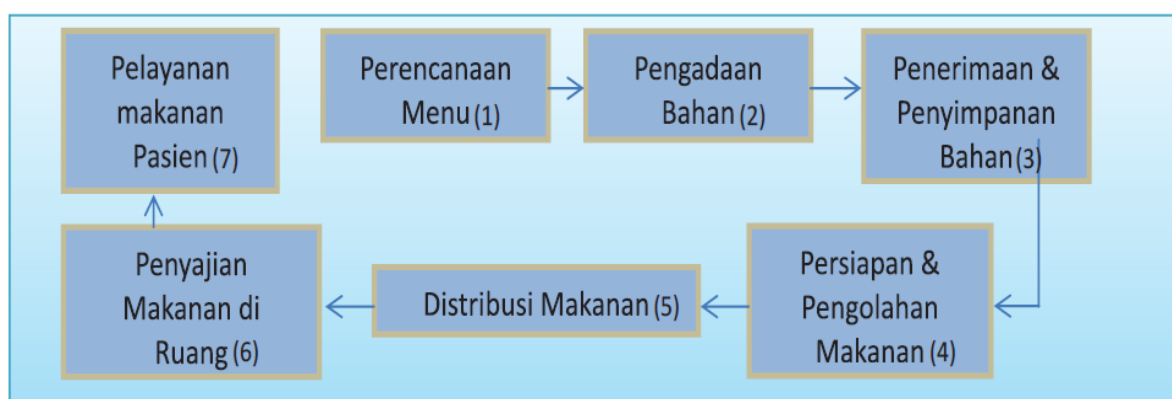 Perencanaan
Menu (1)
Pengadaan
Bahan (2)
Penerimaan &
Penyimpanan
Bahan (3)
Persiapan &
Pengolahan
Makanan (4)
Distribusi Makanan (5)
Penyajian
Makanan di
Ruang (6)
Pelayanan
makanan
Pasien (7)